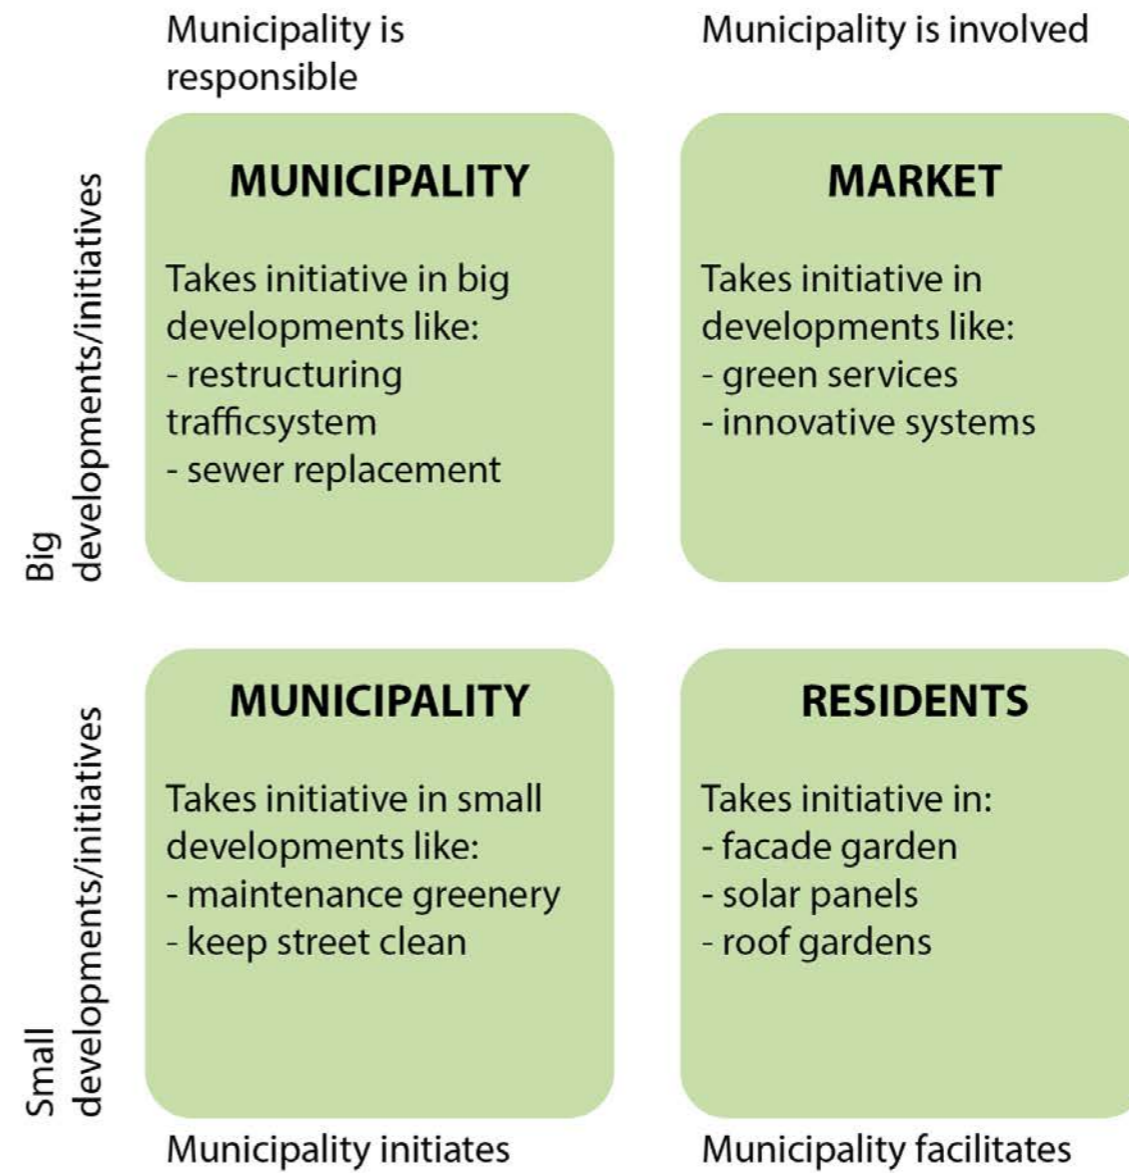 Municipality is
responsible
Municipality is involved
Big
developments/initiatives
MUNICIPALITY
Takes initiative in big
developments like:
- restructuring
trafficsystem
- sewer replacement
MARKET
Takes initiative in
developments like:
- green services
- innovative systems
Small
developments/initiatives
MUNICIPALITY
Takes initiative in small
developments like:
- maintenance greenery
- keep street clean
RESIDENTS
Takes initiative in:
- facade garden
- solar panels
- roof gardens
Municipality initiates
Municipality facilitates